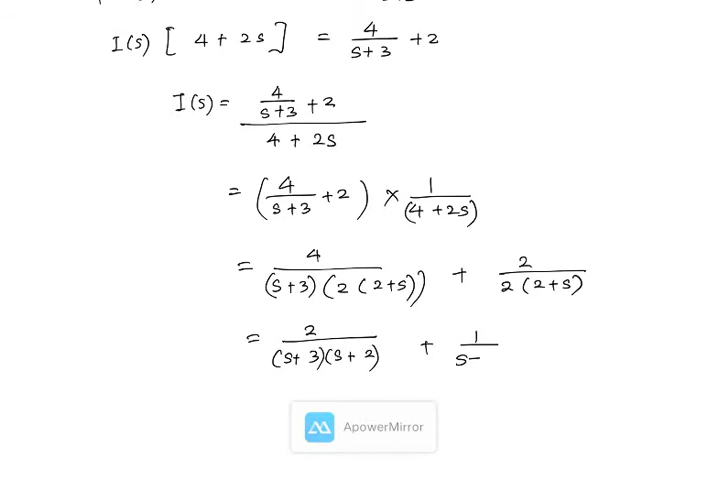 I(s) [ 4 + 2s ] = 4/(s+3) + 2
I(s) = (4/(s+3) + 2)/(4 + 2s)
= (4/(s+3) + 2) × 1/(4 + 2s)
= 4/((s+3)(2(2+s))) + 2/(2(2+s))
= 2/((s+3)(s+2)) + 1/(s-
ApowerMirror